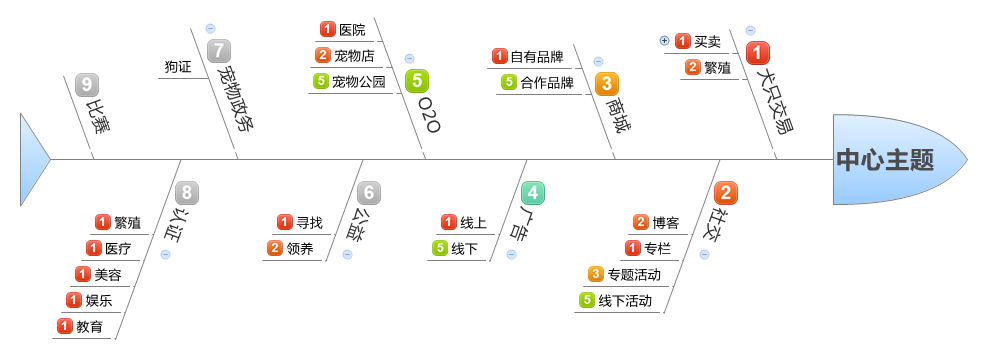 中心主题
1 犬只交易
1 买卖
2 繁殖
2 社交
2 博客
1 专栏
3 专题活动
5 线下活动
3 商城
1 自有品牌
5 合作品牌
4 广告
1 线上
5 线下
5 O2O
1 医院
2 宠物店
5 宠物公园
6 公益
1 寻找
2 领养
7 宠物政务
狗证
8 认证
1 繁殖
1 医疗
1 美容
1 娱乐
1 教育
9 比赛